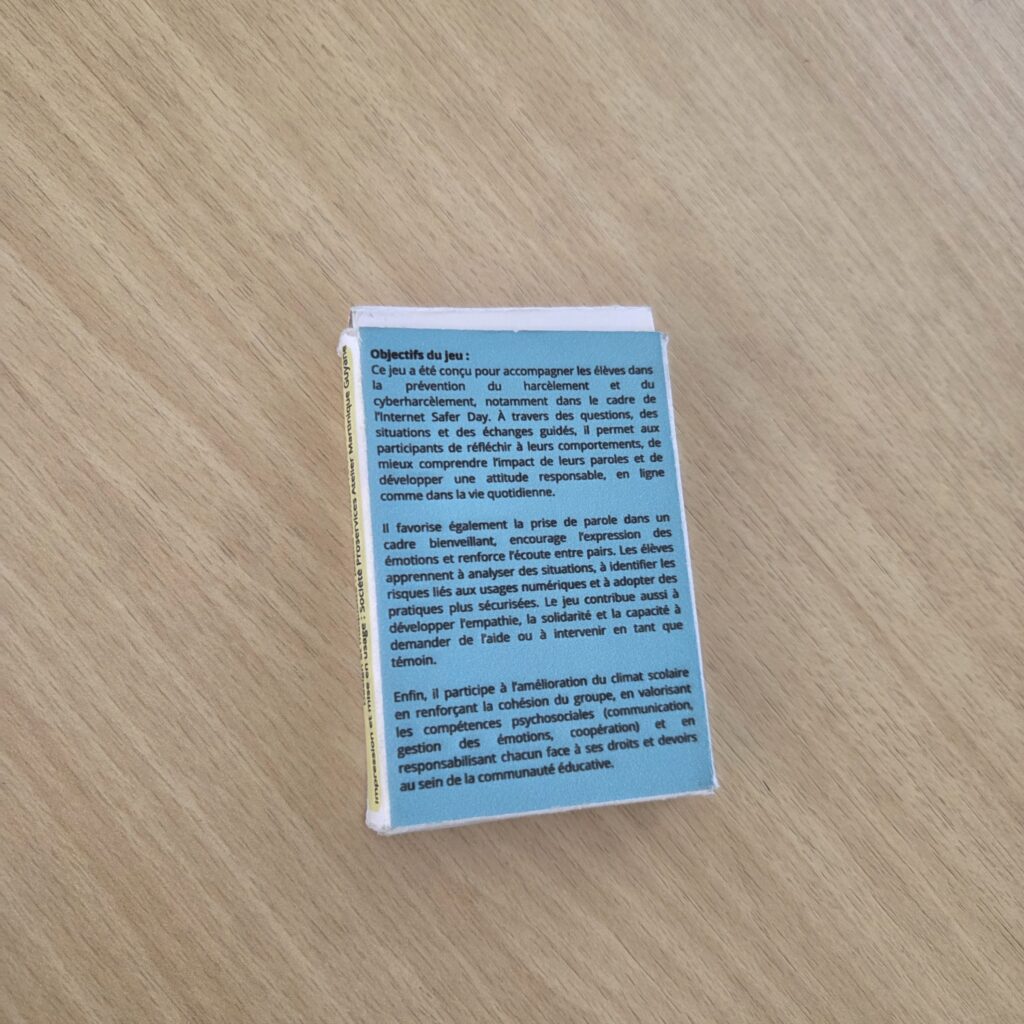 Objectifs du jeu :
Ce jeu a été conçu pour accompagner les élèves dans
la prévention du harcèlement et du
cyberharcèlement, notamment dans le cadre de
l'Internet Safer Day. À travers des questions, des
situations et des échanges guidés, il permet aux
participants de réfléchir à leurs comportements, de
mieux comprendre l'impact de leurs paroles et de
développer une attitude responsable, en ligne
comme dans la vie quotidienne.
Il favorise également la prise de parole dans un
cadre bienveillant, encourage l'expression des
émotions et renforce l'écoute entre pairs. Les élèves
apprennent à analyser des situations, à identifier les
risques liés aux usages numériques et à adopter des
pratiques plus sécurisées. Le jeu contribue aussi à
développer l'empathie, la solidarité et la capacité à
demander de l'aide ou à intervenir en tant que
témoin.
Enfin, il participe à l'amélioration du climat scolaire
en renforçant la cohésion du groupe, en valorisant
les compétences psychosociales (communication,
gestion des émotions, coopération) et en
responsabilisant chacun face à ses droits et devoirs
au sein de la communauté éducative.
Impression et mise en usage : Société Proservices Atelier Martinique Guyane